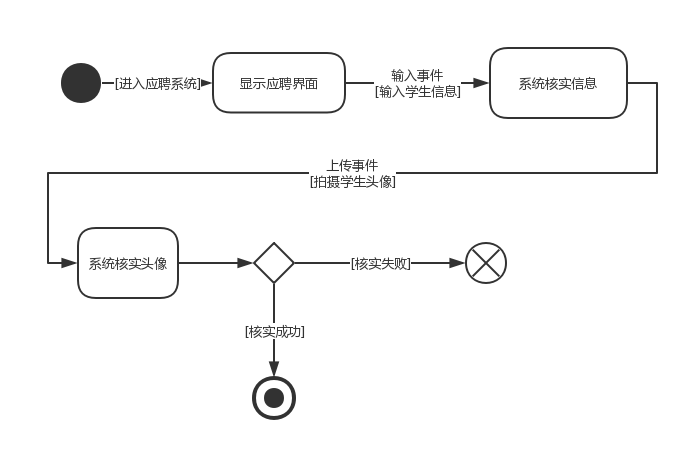 [进入应聘系统]
显示应聘界面
输入事件
[输入学生信息]
系统核实信息
上传事件
[拍摄学生头像]
系统核实头像
[核实失败]
[核实成功]